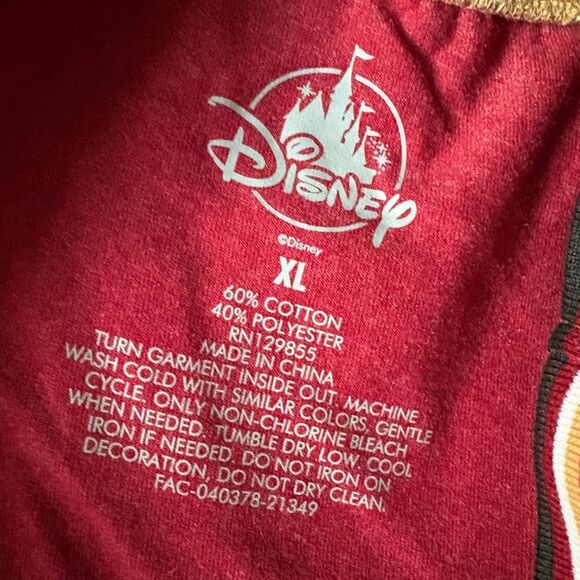 Disney
©Disney
XL
60% COTTON
40% POLYESTER
RN129855
MADE IN CHINA
TURN GARMENT INSIDE OUT. MACHINE
WASH COLD WITH SIMILAR COLORS, GENTLE
CYCLE. ONLY NON-CHLORINE BLEACH
WHEN NEEDED. TUMBLE DRY LOW, COOL
IRON IF NEEDED. DO NOT IRON ON
DECORATION, DO NOT DRY CLEAN.
FAC-040378-21349